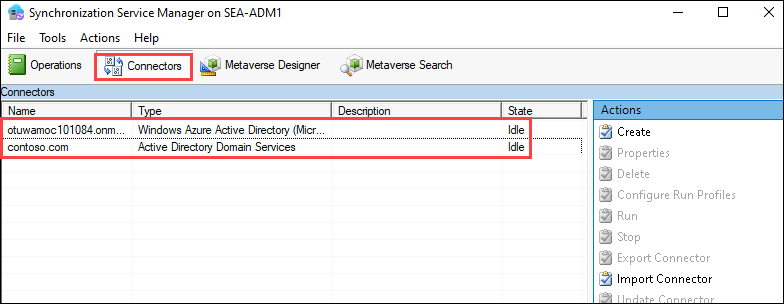 Synchronization Service Manager on SEA-ADM1
File Tools Actions Help
Operations Connectors Metaverse Designer Metaverse Search
Connectors
Name Type Description State
otuwamoc101084.onm... Windows Azure Active Directory (Micr... Idle
contoso.com Active Directory Domain Services Idle
Actions
Create
Properties
Delete
Configure Run Profiles
Run
Stop
Export Connector
Import Connector
Update Connector